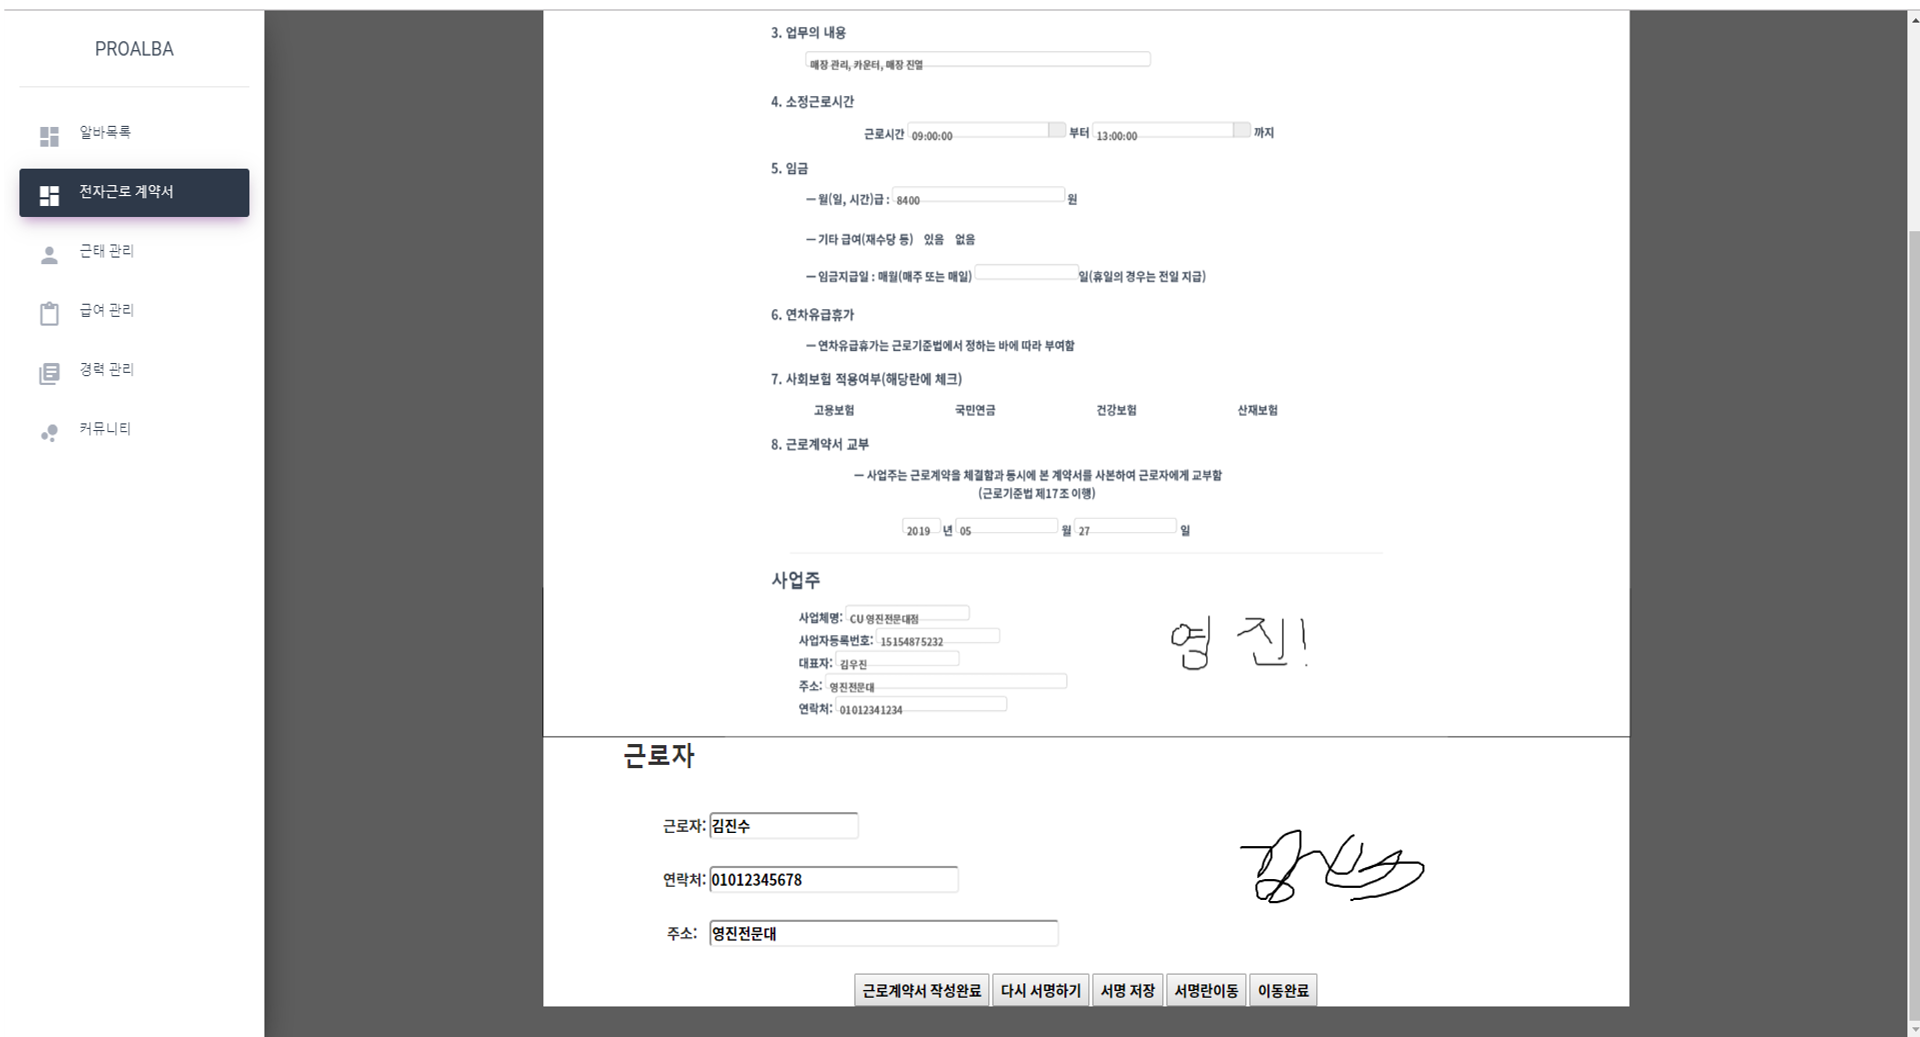 PROALBA
알바목록
전자근로 계약서
근태 관리
급여 관리
경력 관리
커뮤니티
3. 업무의 내용
매장 관리, 카운터, 매장 진열
4. 소정근로시간
근로시간 09:00:00 부터 13:00:00 까지
5. 임금
— 월(일, 시간)급 : 8400 원
— 기타 급여(재수당 등) 있음 없음
— 임금지급일 : 매월(매주 또는 매일) 일(휴일의 경우는 전일 지급)
6. 연차유급휴가
— 연차유급휴가는 근로기준법에서 정하는 바에 따라 부여함
7. 사회보험 적용여부(해당란에 체크)
고용보험 국민연금 건강보험 산재보험
8. 근로계약서 교부
— 사업주는 근로계약을 체결함과 동시에 본 계약서를 사본하여 근로자에게 교부함
(근로기준법 제17조 이행)
2019 년 05 월 27 일
사업주
사업체명: CU 영진전문대점
사업자등록번호: 15154875232
대표자: 김우진
주소: 영진전문대
연락처: 01012341234
영진!
근로자
근로자: 김진수
연락처: 01012345678
주소: 영진전문대
김진수
근로계약서 작성완료 다시 서명하기 서명 저장 서명란이동 이동완료